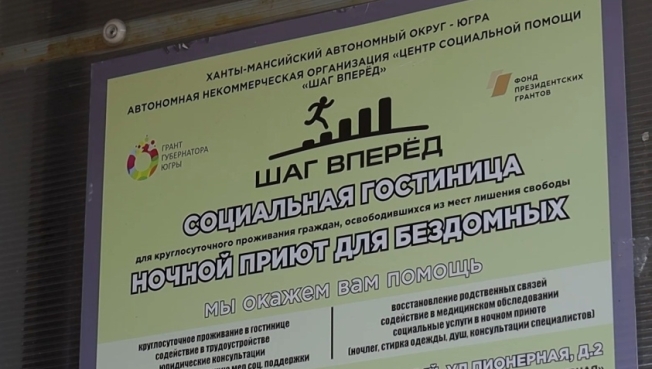 ХАНТЫ-МАНСИЙСКИЙ АВТОНОМНЫЙ ОКРУГ - ЮГРА
АВТОНОМНАЯ НЕКОММЕРЧЕСКАЯ ОРГАНИЗАЦИЯ «ЦЕНТР СОЦИАЛЬНОЙ ПОМОЩИ
«ШАГ ВПЕРЁД»
ГРАНТ
ГУБЕРНАТОРА
ЮГРЫ
ФОНД
ПРЕЗИДЕНТСКИХ
ГРАНТОВ
ШАГ ВПЕРЁД
СОЦИАЛЬНАЯ ГОСТИНИЦА
для круглосуточного проживания граждан, освободившихся из мест лишения свободы
НОЧНОЙ ПРИЮТ ДЛЯ БЕЗДОМНЫХ
мы окажем вам помощь
круглосуточное проживание в гостинице
содействие в трудоустройстве
юридические консультации
мед соц. поддержки
восстановление родственных связей
содействие в медицинском обследовании
социальные услуги в ночном приюте
(ночлег, стирка одежды, душ, консультации специалистов)
УЛ ПИОНЕРНАЯ, Д.2